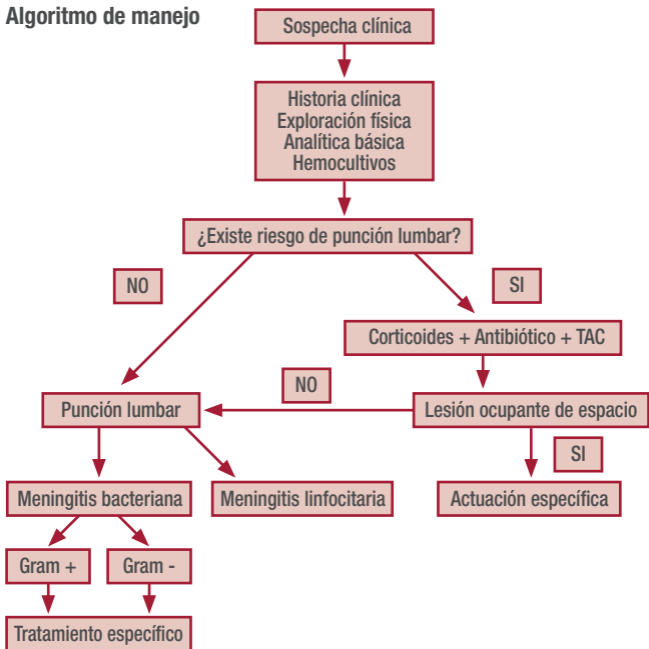 Algoritmo de manejo
Sospecha clínica
Historia clínica
Exploración física
Analítica básica
Hemocultivos
¿Existe riesgo de punción lumbar?
NO
SI
Corticoides + Antibiótico + TAC
NO
Punción lumbar
Lesión ocupante de espacio
SI
Meningitis bacteriana
Meningitis linfocitaria
Actuación específica
Gram +
Gram -
Tratamiento específico